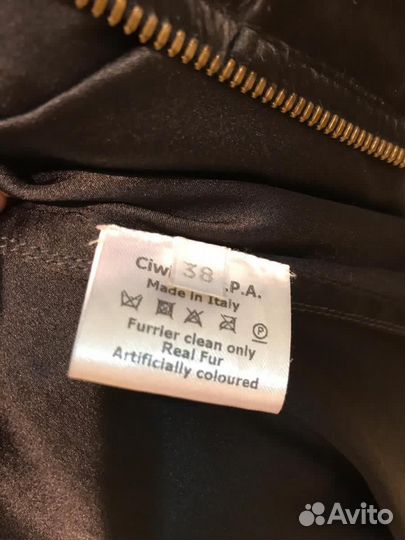 38
Ciwi .P.A.
Made in Italy
P
Furrier clean only
Real Fur
Artificially coloured
Avito